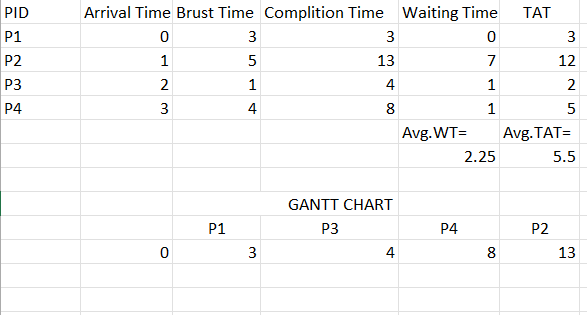 PID Arrival Time Brust Time Complition Time Waiting Time TAT
P1 0 3 3 0 3
P2 1 5 13 7 12
P3 2 1 4 1 2
P4 3 4 8 1 5
Avg.WT= Avg.TAT=
2.25 5.5
GANTT CHART
P1 P3 P4 P2
0 3 4 8 13